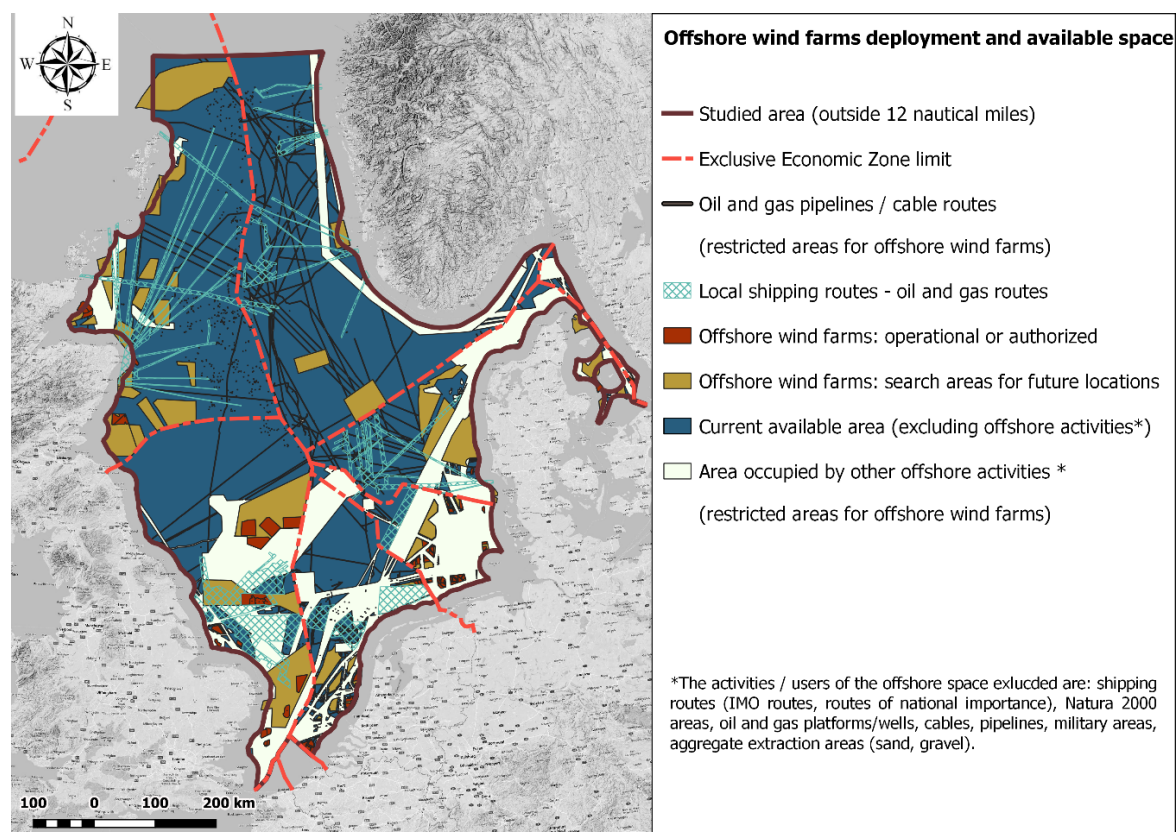 N
W E
S
Offshore wind farms deployment and available space
Studied area (outside 12 nautical miles)
Exclusive Economic Zone limit
Oil and gas pipelines / cable routes
(restricted areas for offshore wind farms)
Local shipping routes - oil and gas routes
Offshore wind farms: operational or authorized
Offshore wind farms: search areas for future locations
Current available area (excluding offshore activities*)
Area occupied by other offshore activities *
(restricted areas for offshore wind farms)
*The activities / users of the offshore space exlucded are: shipping
routes (IMO routes, routes of national importance), Natura 2000
areas, oil and gas platforms/wells, cables, pipelines, military areas,
aggregate extraction areas (sand, gravel).
100 0 100 200 km